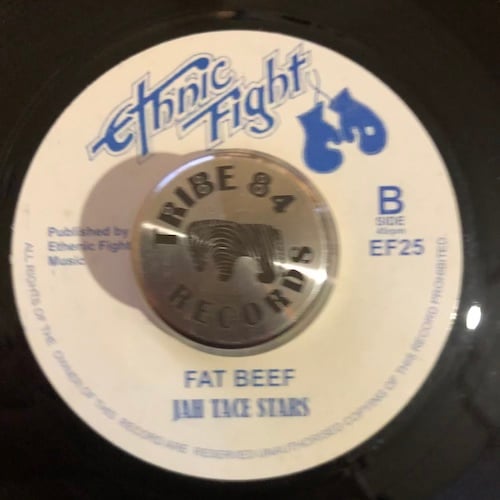 Ethnic
Fight
TRIBE 84
RECORDS
B
SIDE
45rpm
EF25
Published by
Ethenic Fight
Music
FAT BEEF
JAH TACE STARS
ALL RIGHTS OF THE OWNER OF THIS RECORD ARE RESERVED UNAUTHORISED COPYING OF THIS RECORD PROHIBITED